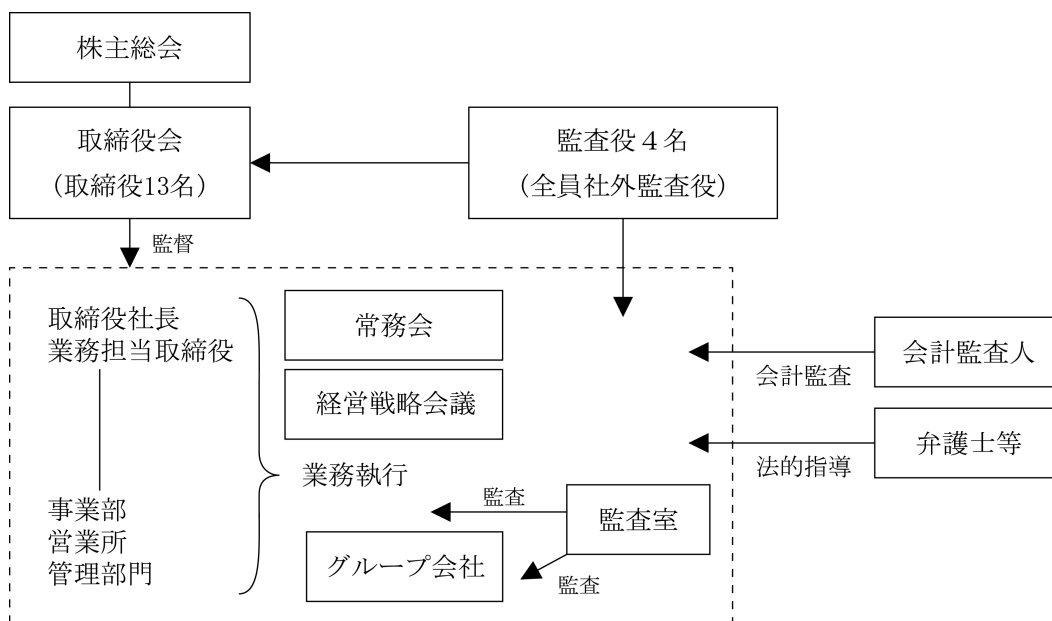 株主総会
取締役会
（取締役13名）
監査役４名
（全員社外監査役）
監督
取締役社長
業務担当取締役
常務会
経営戦略会議
業務執行
事業部
営業所
管理部門
監査
監査室
グループ会社
監査
会計監査人
会計監査
弁護士等
法的指導